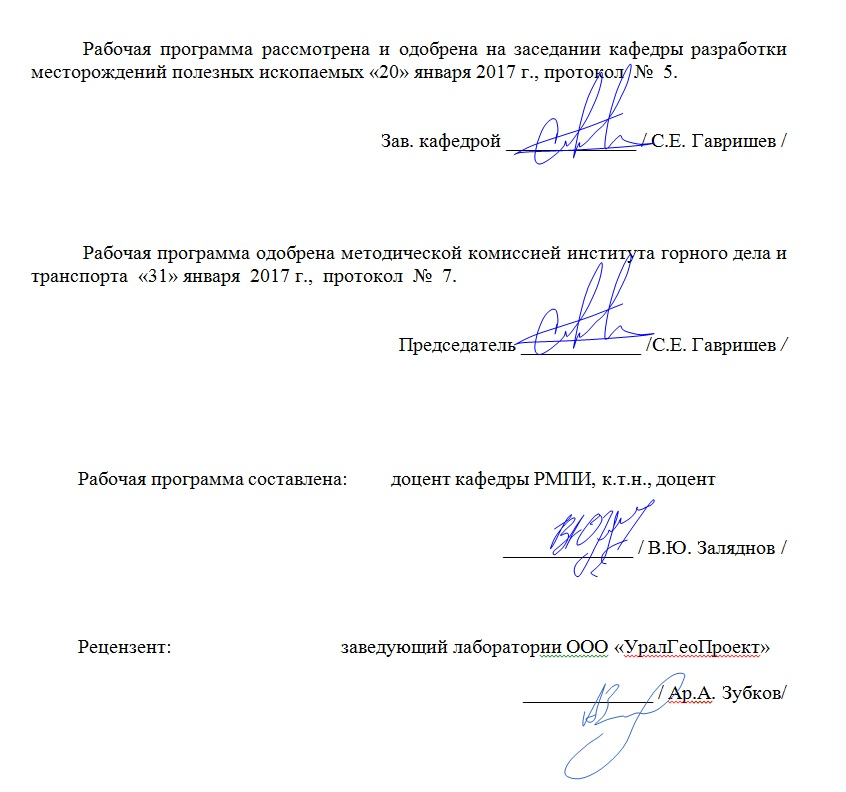 Рабочая программа рассмотрена и одобрена на заседании кафедры разработки
месторождений полезных ископаемых «20» января 2017 г., протокол № 5.
Зав. кафедрой _____________ / С.Е. Гавришев /
Рабочая программа одобрена методической комиссией института горного дела и
транспорта «31» января 2017 г., протокол № 7.
Председатель ____________ /С.Е. Гавришев /
Рабочая программа составлена: доцент кафедры РМПИ, к.т.н., доцент
_____________ / В.Ю. Заляднов /
Рецензент: заведующий лаборатории ООО «УралГеоПроект»
_____________ / Ар.А. Зубков/